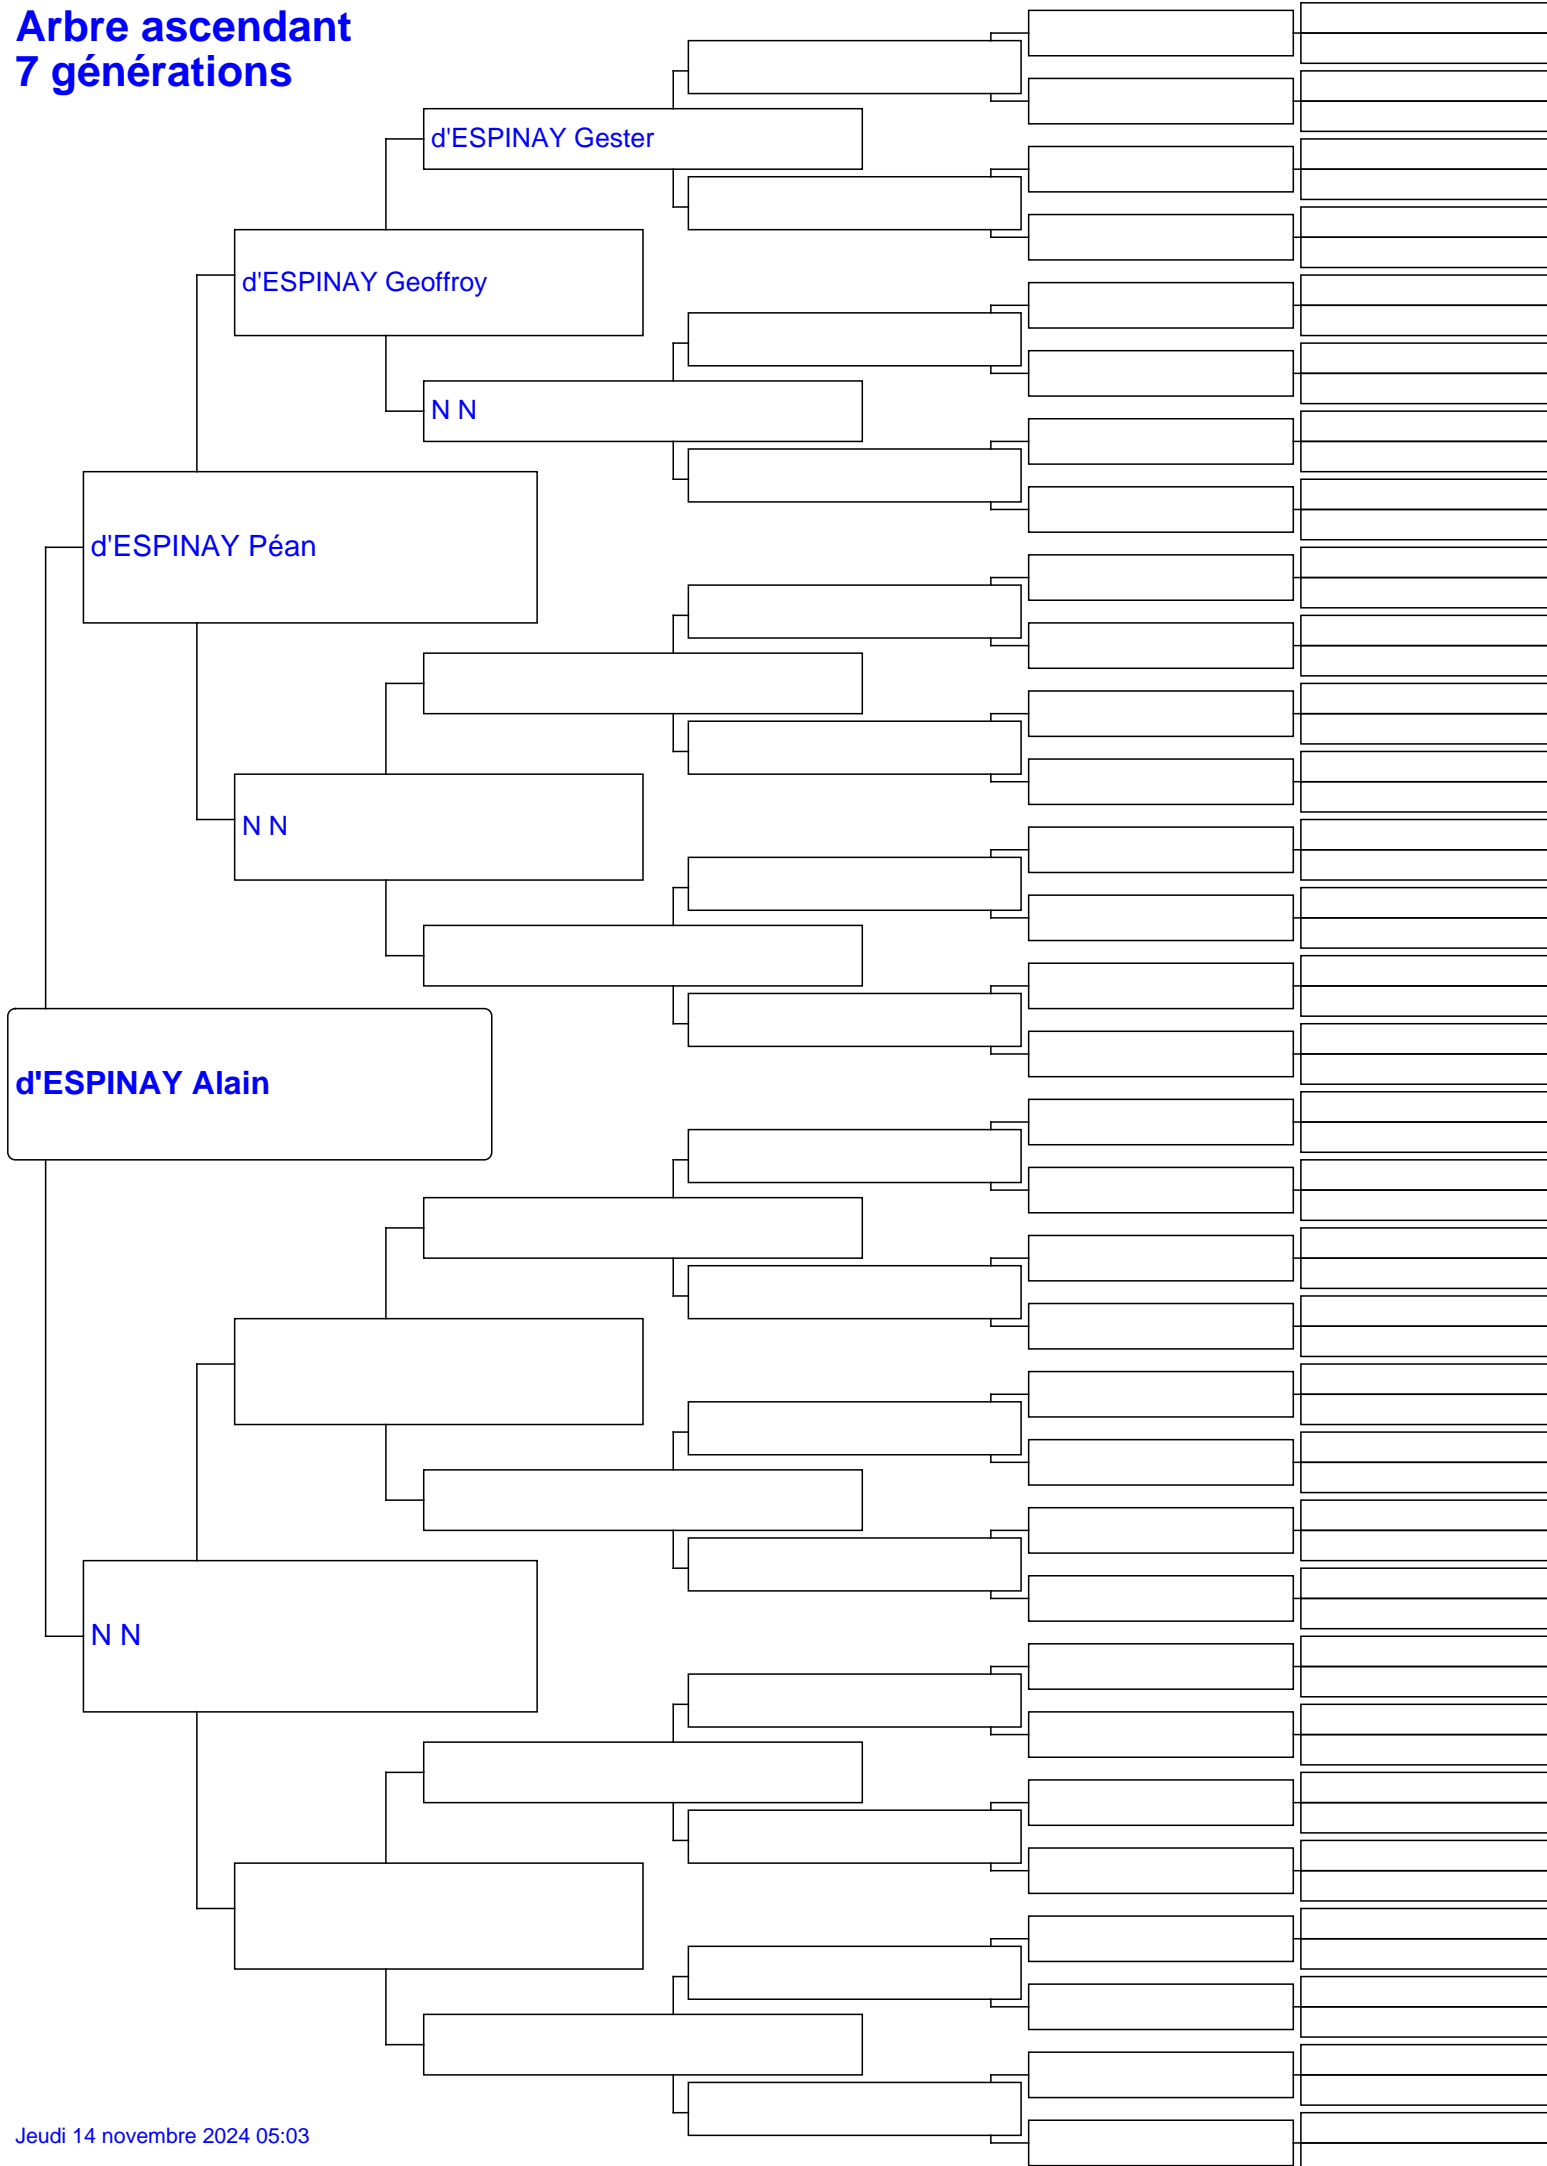 Arbre ascendant
7 générations
d'ESPINAY Gester
d'ESPINAY Geoffroy
N N
d'ESPINAY Péan
N N
d'ESPINAY Alain
N N
Jeudi 14 novembre 2024 05:03